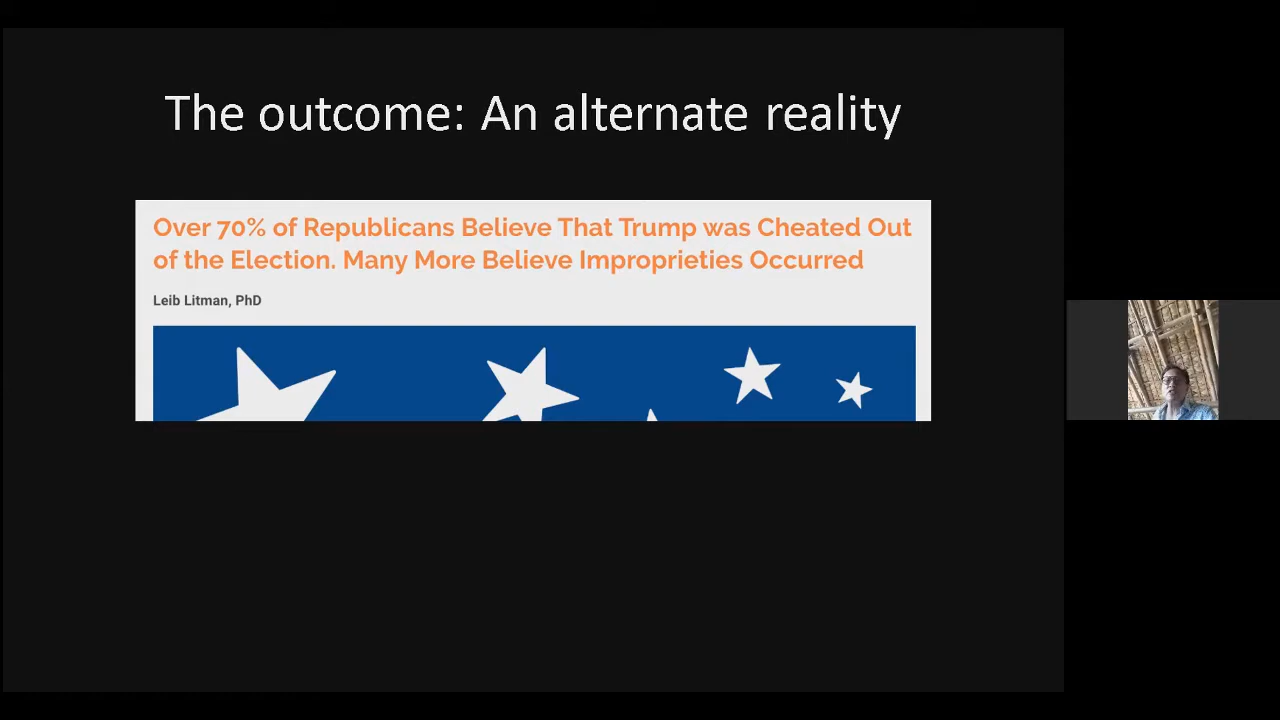 The outcome: An alternate reality
Over 70% of Republicans Believe That Trump was Cheated Out
of the Election. Many More Believe Improprieties Occurred
Leib Litman, PhD